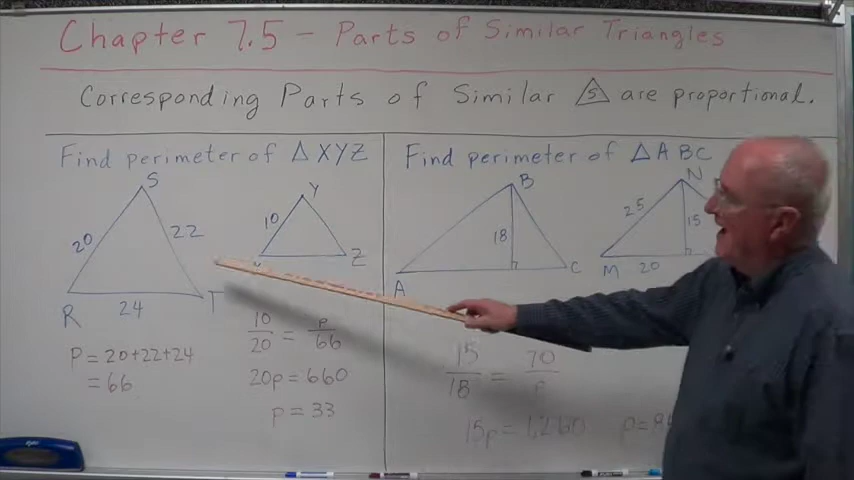 Chapter 7.5 - Parts of Similar Triangles
Corresponding Parts of Similar △s are proportional.
Find perimeter of △XYZ
S
20
22
R
24
T
Y
10
Z
P = 20+22+24
= 66
10/20 = P/66
20p = 660
p = 33
Find perimeter of △ABC
B
18
A
C
N
25
15
M
20
15/18 = 70/P
15p = 1,260
p =